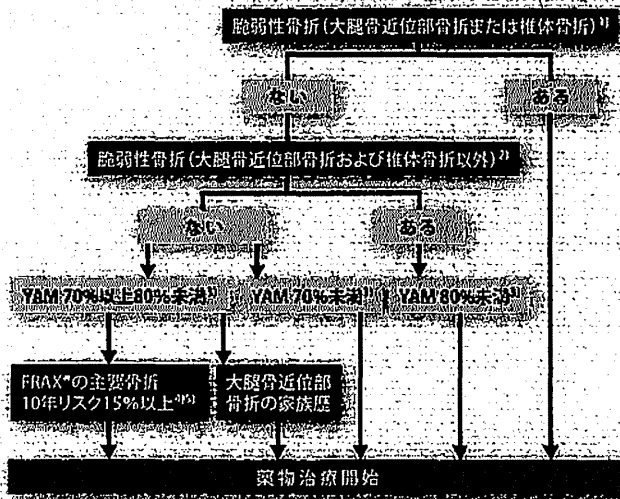 脆弱性骨折(大腿骨近位部骨折または椎体骨折)1)
ない
ある
脆弱性骨折(大腿骨近位部骨折および椎体骨折以外)2)
ない
ある
YAM 70%以上80%未満3)
YAM 70%未満3)
YAM 80%未満3)
FRAX®の主要骨折
10年リスク15%以上4)5)
大腿骨近位部
骨折の家族歴
薬物治療開始